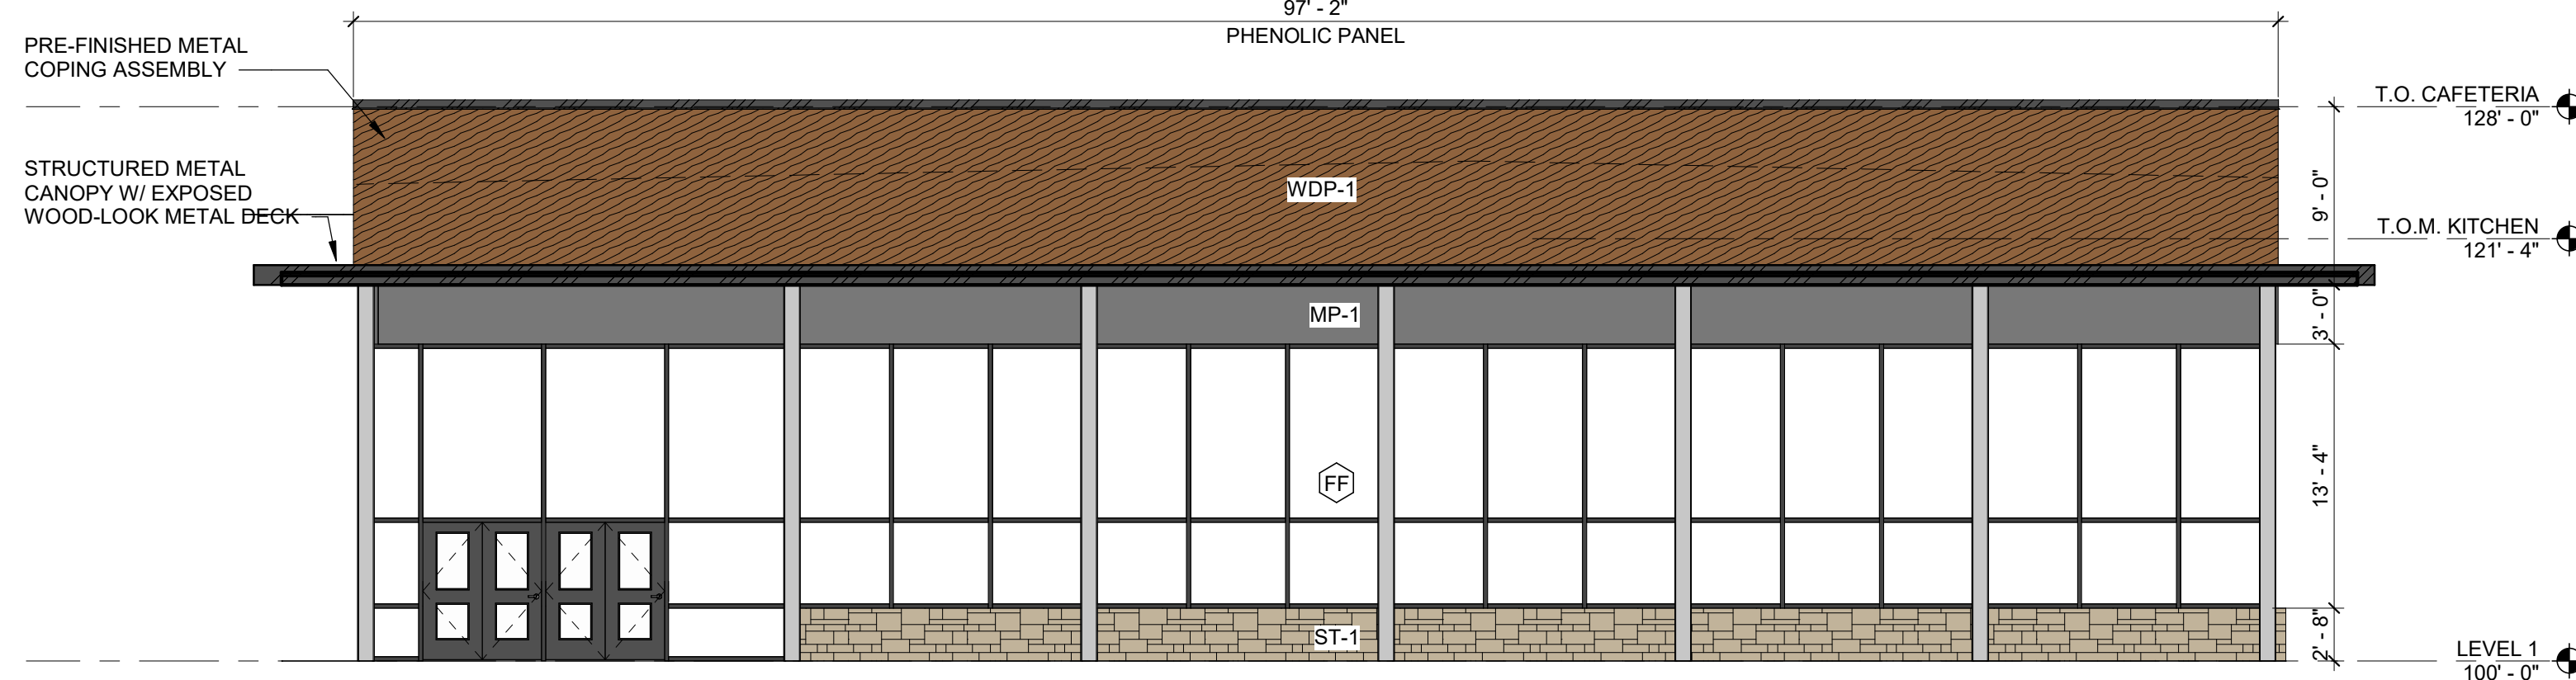 97' - 2"
PHENOLIC PANEL
PRE-FINISHED METAL
COPING ASSEMBLY
T.O. CAFETERIA
128' - 0"
STRUCTURED METAL
CANOPY W/ EXPOSED
WOOD-LOOK METAL DECK
WDP-1
9' - 0"
T.O.M. KITCHEN
121' - 4"
MP-1
3' - 0"
FF
13' - 4"
ST-1
2' - 8"
LEVEL 1
100' - 0"